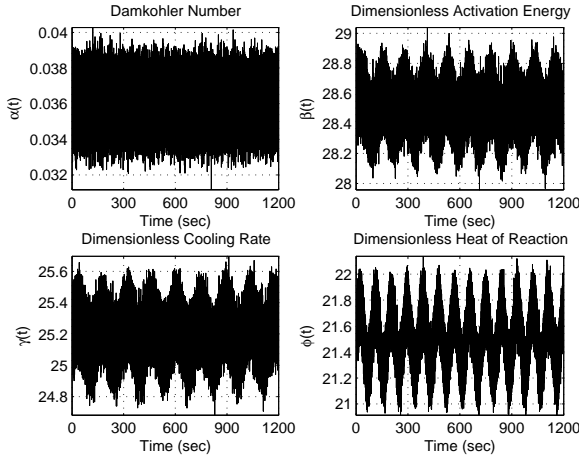 Damkohler Number
0.04
0.038
0.036
0.034
0.032
α(t)
0 300 600 900 1200
Time (sec)
Dimensionless Activation Energy
29
28.8
28.6
28.4
28.2
28
β(t)
0 300 600 900 1200
Time (sec)
Dimensionless Cooling Rate
25.6
25.4
25.2
25
24.8
γ(t)
0 300 600 900 1200
Time (sec)
Dimensionless Heat of Reaction
22
21.8
21.6
21.4
21.2
21
ϕ(t)
0 300 600 900 1200
Time (sec)